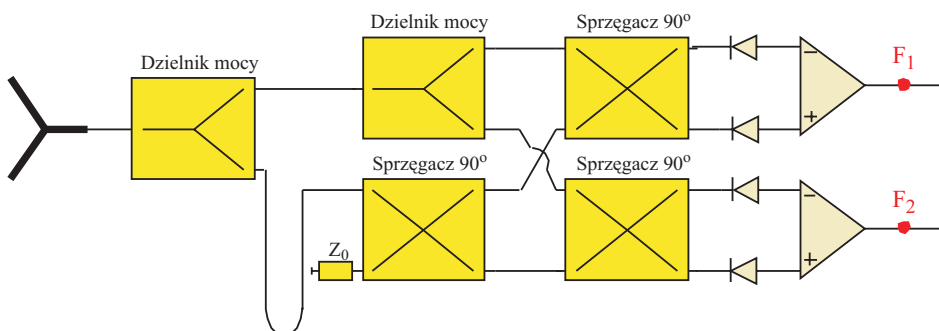 Dzielnik mocy
Dzielnik mocy
Sprzęgacz 90°
F1
Sprzęgacz 90°
Sprzęgacz 90°
F2
Z0
−
+
−
+